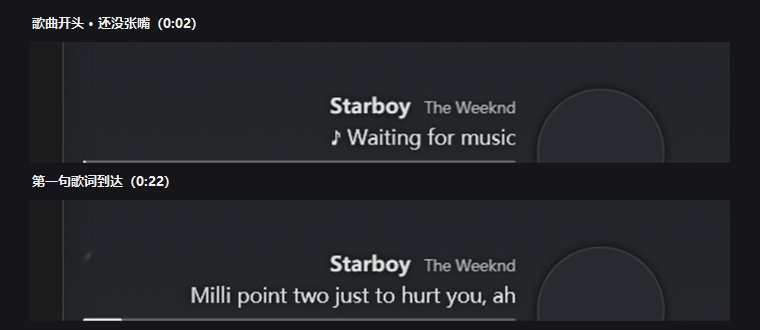 歌曲开头 • 还没张嘴（0:02）
Starboy The Weeknd
♪ Waiting for music
第一句歌词到达（0:22）
Starboy The Weeknd
Milli point two just to hurt you, ah